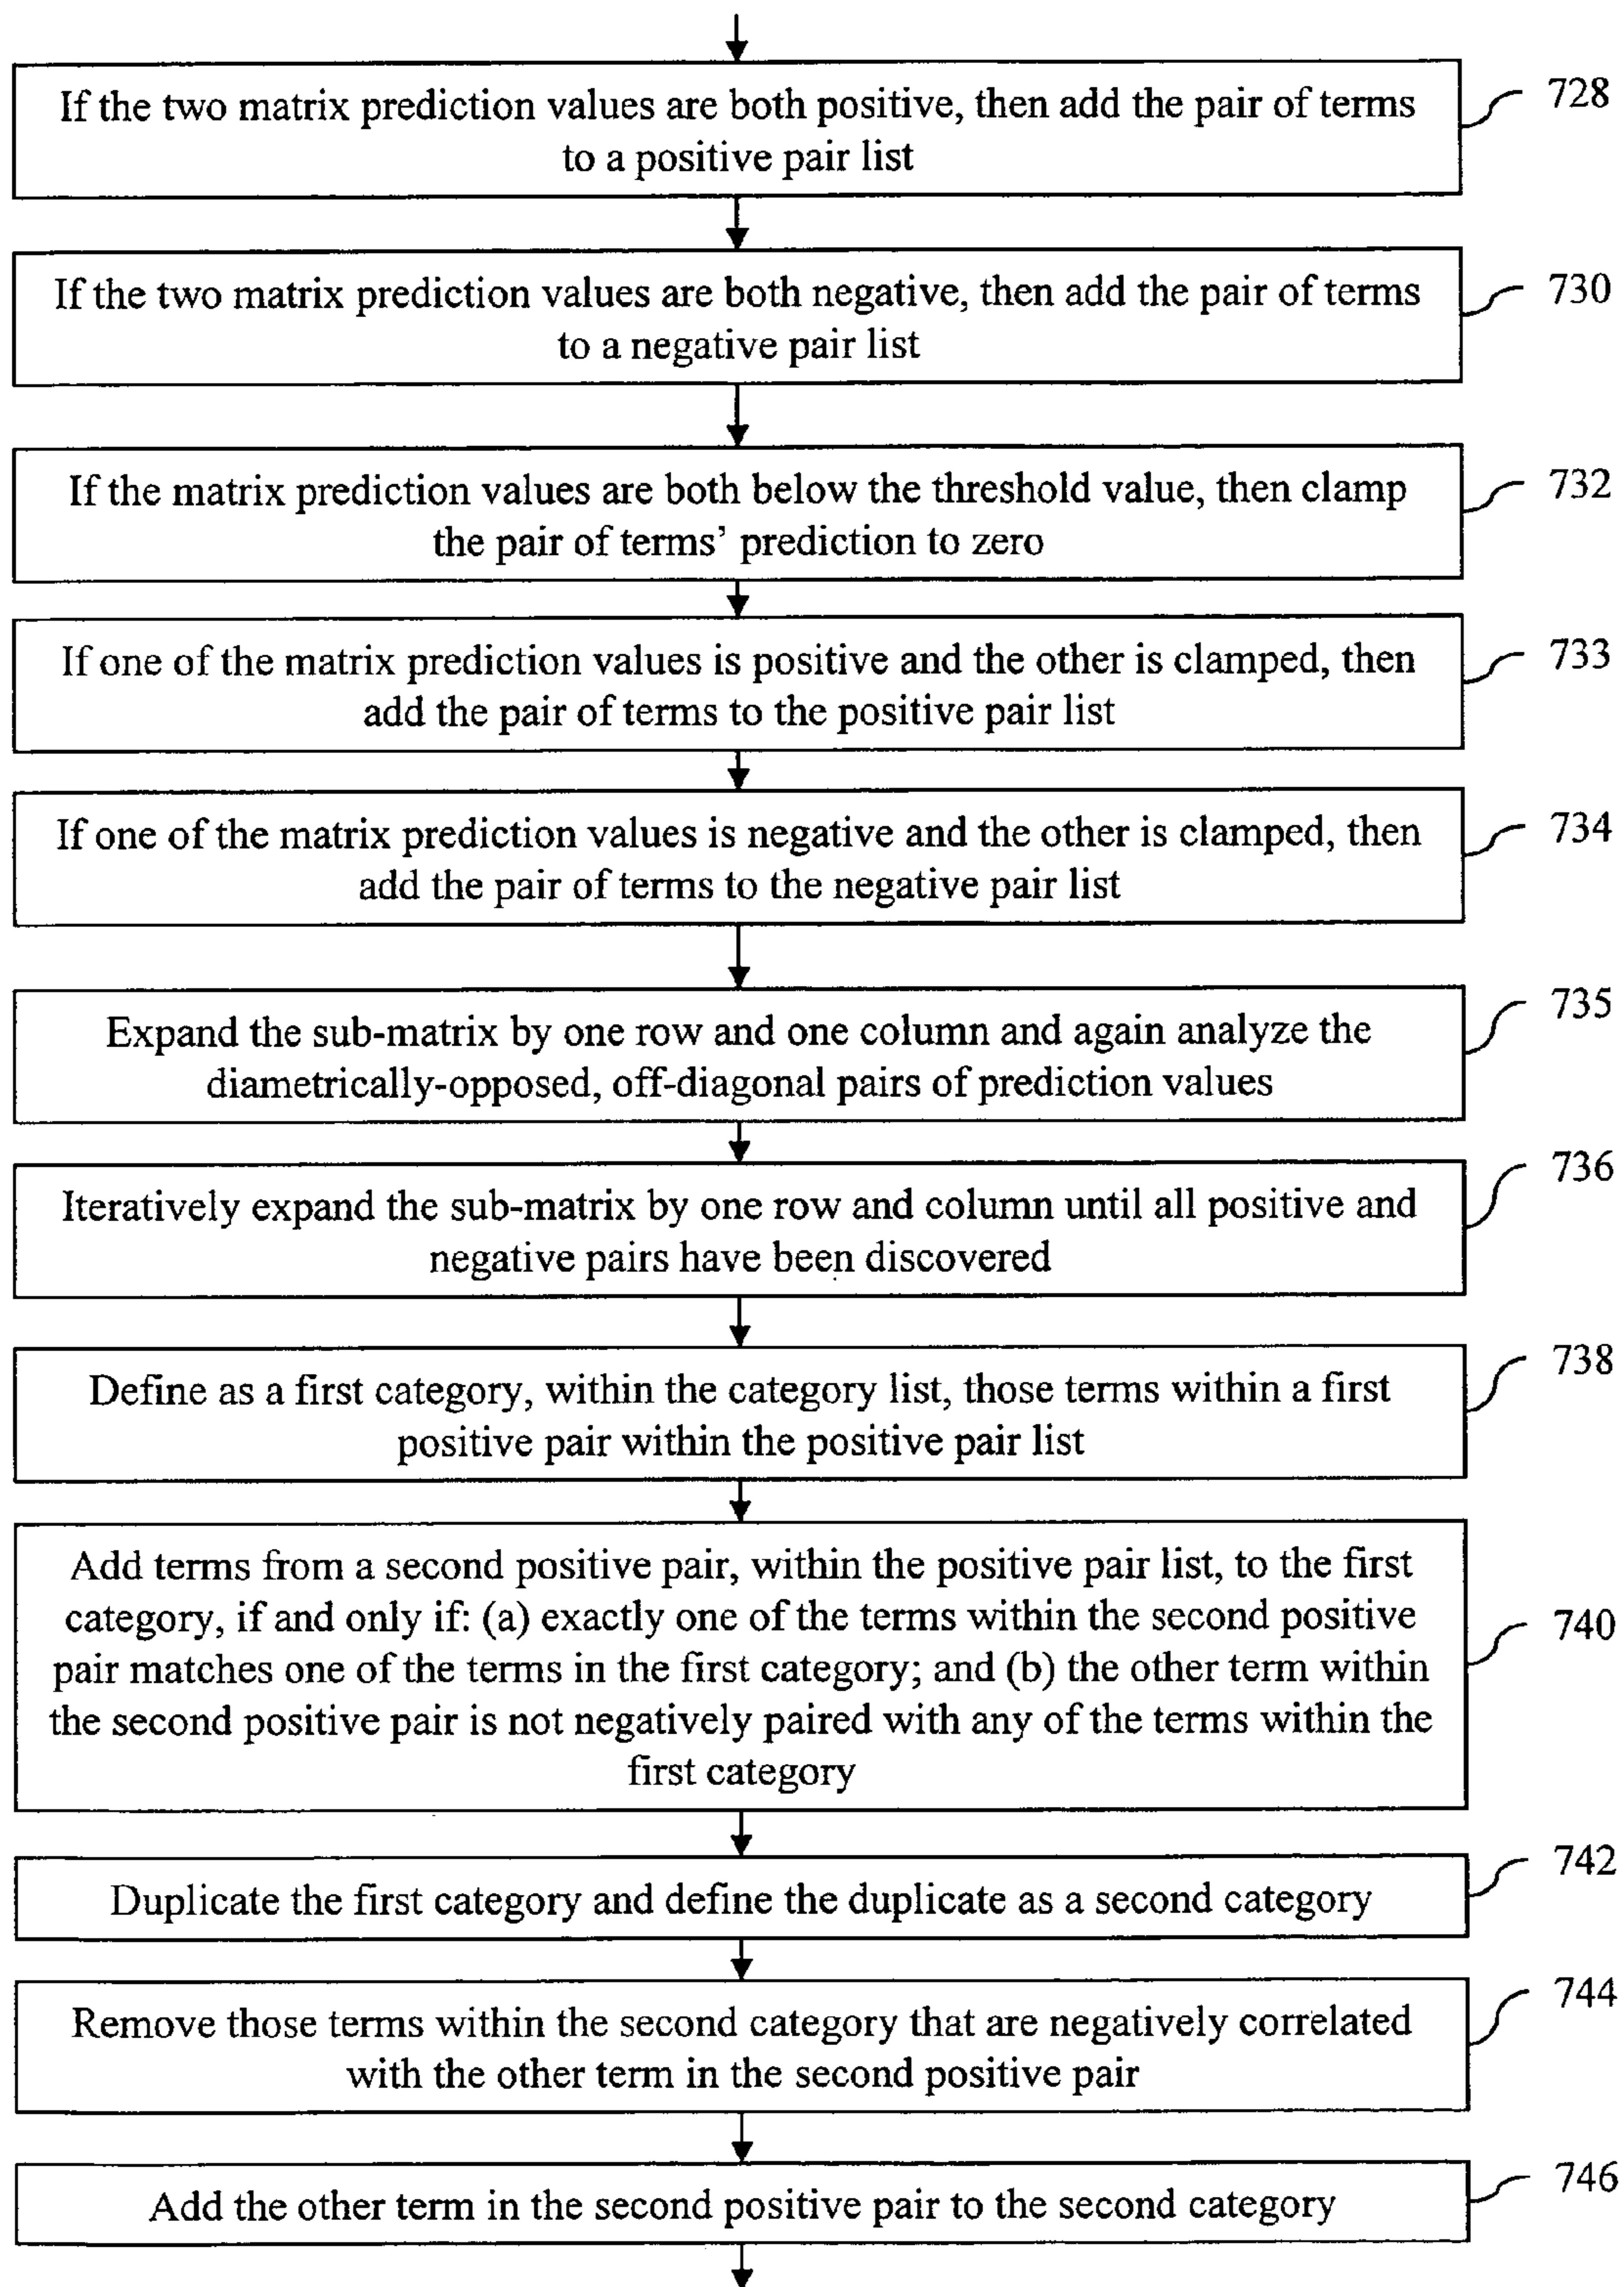 If the two matrix prediction values are both positive, then add the pair of terms
to a positive pair list
728
If the two matrix prediction values are both negative, then add the pair of terms
to a negative pair list
730
If the matrix prediction values are both below the threshold value, then clamp
the pair of terms’ prediction to zero
732
If one of the matrix prediction values is positive and the other is clamped, then
add the pair of terms to the positive pair list
733
If one of the matrix prediction values is negative and the other is clamped, then
add the pair of terms to the negative pair list
734
Expand the sub-matrix by one row and one column and again analyze the
diametrically-opposed, off-diagonal pairs of prediction values
735
Iteratively expand the sub-matrix by one row and column until all positive and
negative pairs have been discovered
736
Define as a first category, within the category list, those terms within a first
positive pair within the positive pair list
738
Add terms from a second positive pair, within the positive pair list, to the first
category, if and only if: (a) exactly one of the terms within the second positive
pair matches one of the terms in the first category; and (b) the other term within
the second positive pair is not negatively paired with any of the terms within the
first category
740
Duplicate the first category and define the duplicate as a second category
742
Remove those terms within the second category that are negatively correlated
with the other term in the second positive pair
744
Add the other term in the second positive pair to the second category
746